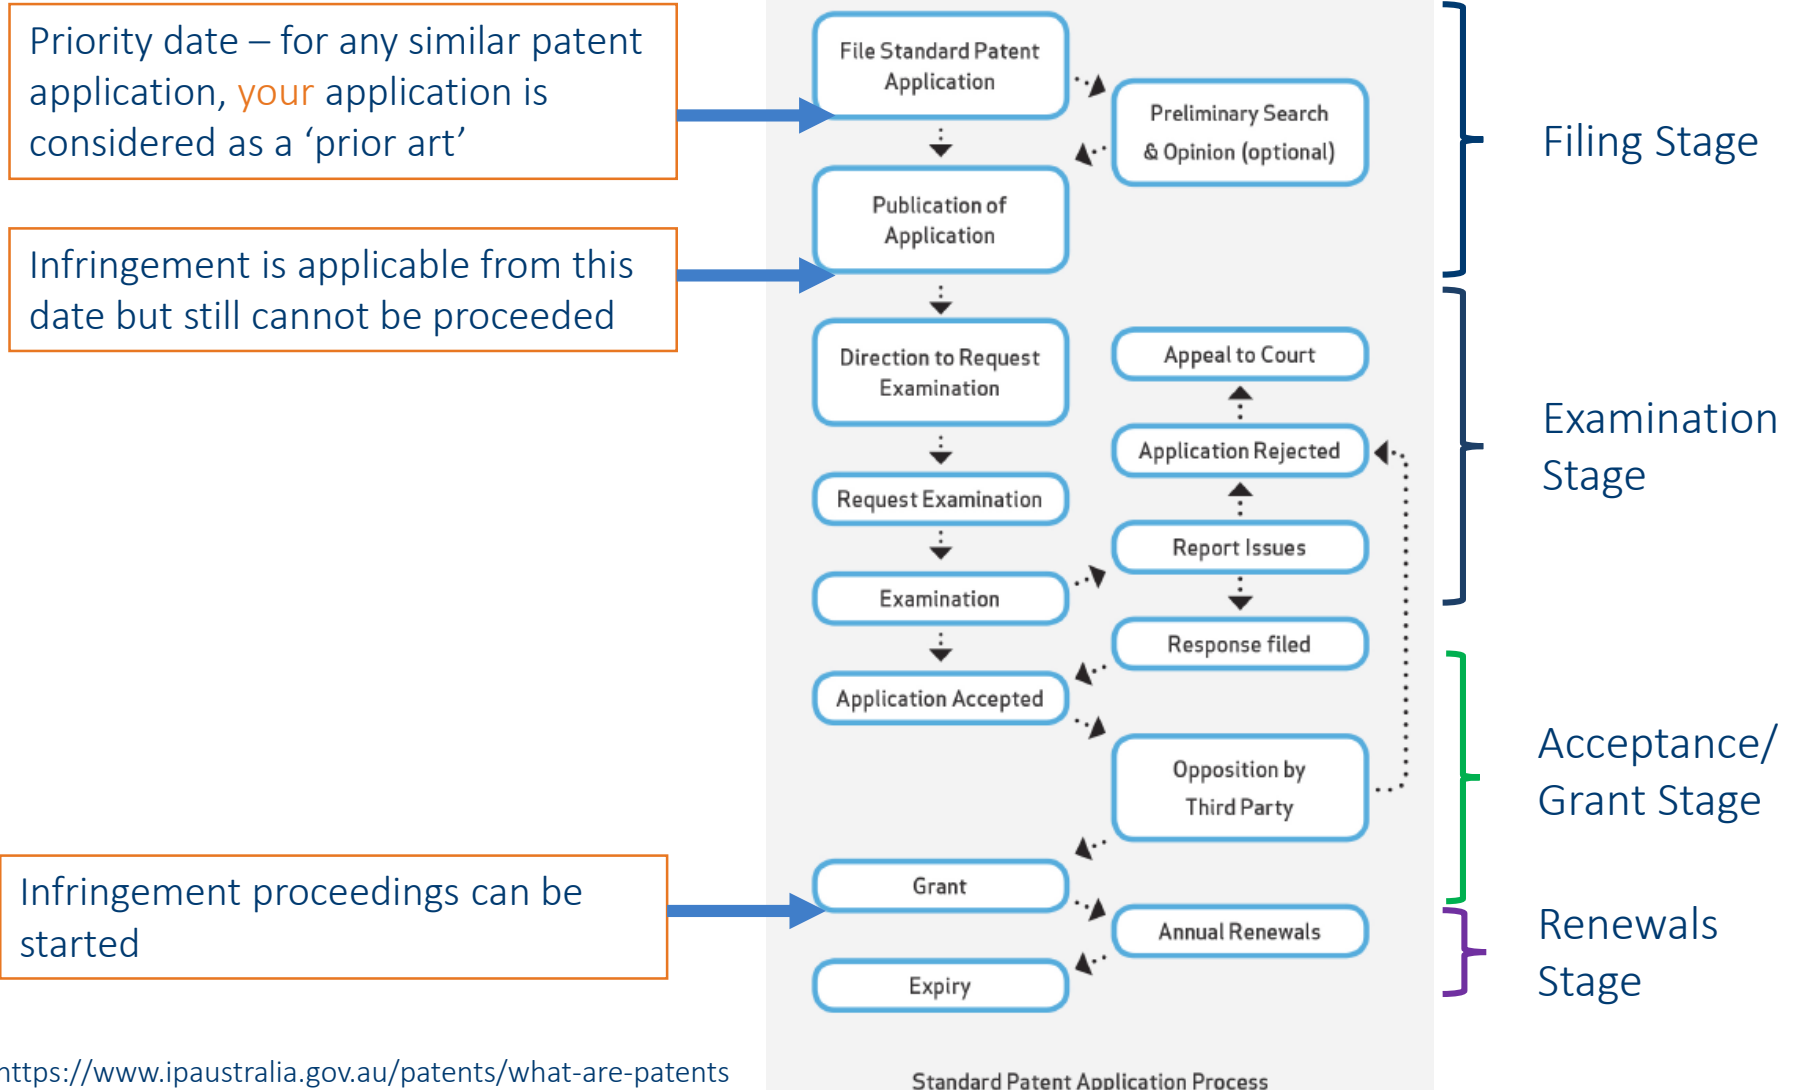 Priority date – for any similar patent
application, your application is
considered as a ‘prior art’
Infringement is applicable from this
date but still cannot be proceeded
Infringement proceedings can be
started
https://www.ipaustralia.gov.au/patents/what-are-patents
File Standard Patent
Application
Preliminary Search
& Opinion (optional)
Publication of
Application
Direction to Request
Examination
Appeal to Court
Application Rejected
Request Examination
Report Issues
Examination
Response filed
Application Accepted
Opposition by
Third Party
Grant
Annual Renewals
Expiry
Standard Patent Application Process
Filing Stage
Examination
Stage
Acceptance/
Grant Stage
Renewals
Stage